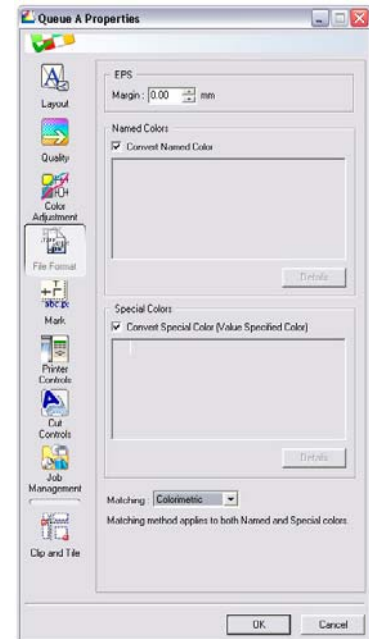 Queue A Properties
Layout
Quality
Color
Adjustment
File Format
Mark
Printer
Controls
Cut
Controls
Job
Management
Clip and Tile
EPS
Margin : 0.00 mm
Named Colors
Convert Named Color
Details
Special Colors
Convert Special Color (Value Specified Color)
Details
Matching : Colorimetric
Matching method applies to both Named and Special colors
OK Cancel